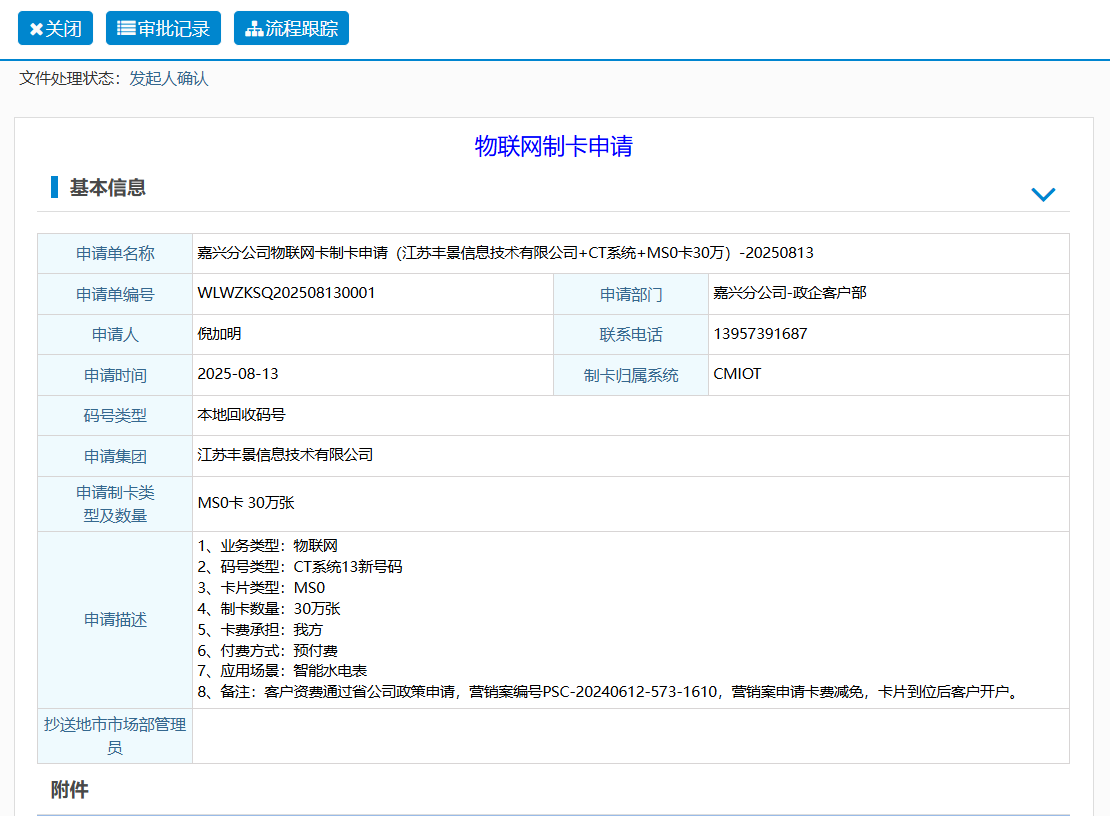 关闭 审批记录 流程跟踪
文件处理状态：发起人确认
物联网制卡申请
基本信息
申请单名称 嘉兴分公司物联网卡制卡申请（江苏丰景信息技术有限公司+CT系统+MS0卡30万）-20250813
申请单编号 WLWZKSQ202508130001 申请部门 嘉兴分公司-政企客户部
申请人 倪加明 联系电话 13957391687
申请时间 2025-08-13 制卡归属系统 CMIOT
码号类型 本地回收码号
申请集团 江苏丰景信息技术有限公司
申请制卡类
型及数量 MS0卡 30万张
申请描述
1、业务类型：物联网
2、码号类型：CT系统13新号码
3、卡片类型：MS0
4、制卡数量：30万张
5、卡费承担：我方
6、付费方式：预付费
7、应用场景：智能水电表
8、备注：客户资费通过省公司政策申请，营销案编号PSC-20240612-573-1610，营销案申请卡费减免，卡片到位后客户开户。
抄送地市市场部管理
员
附件